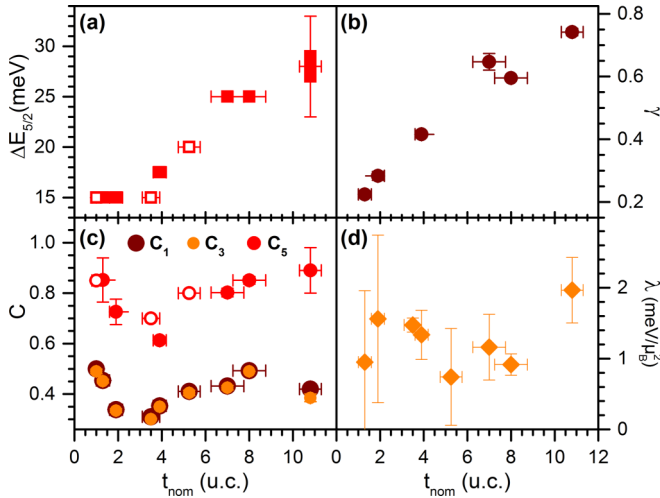 (a)
30
25
20
15
ΔE5/2(meV)
(b)
0.8
0.6
0.4
0.2
γ
(c)
C1
C3
C5
1.0
0.8
0.6
0.4
C
0 2 4 6 8 10
tnom (u.c.)
(d)
2
1
0
λ (meV/μB²)
0 2 4 6 8 10 12
tnom (u.c.)